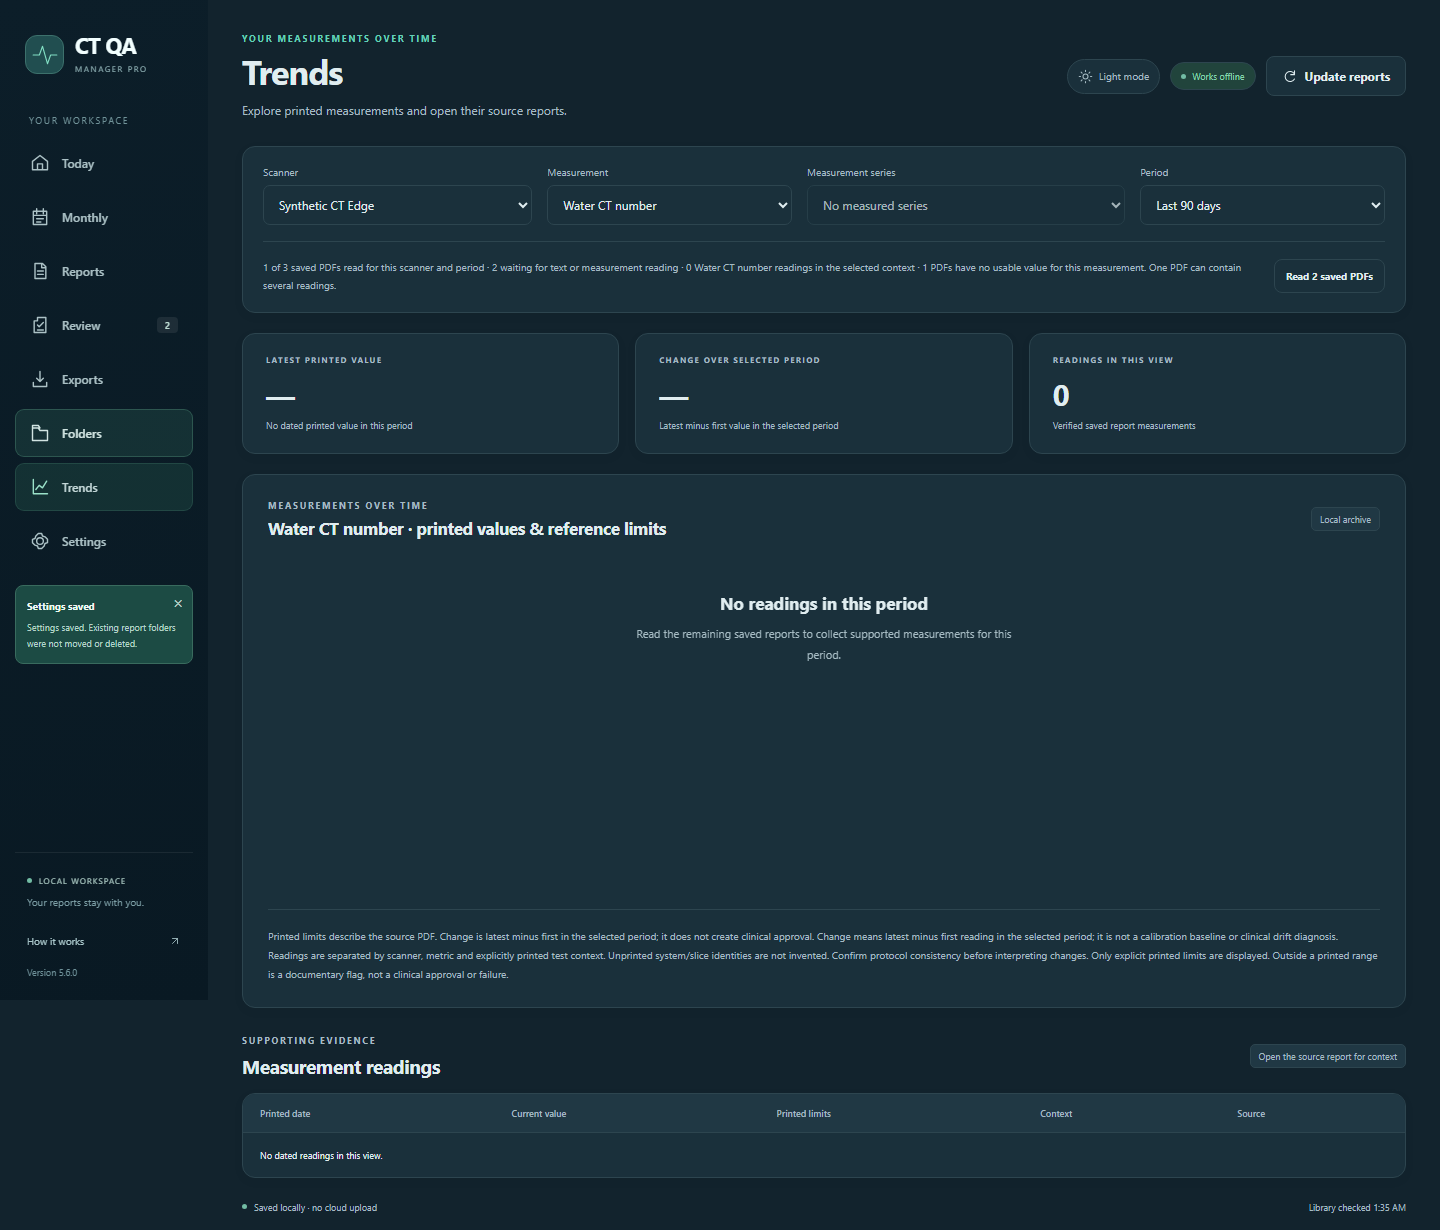 CT QA
MANAGER PRO
YOUR WORKSPACE
Today
Monthly
Reports
Review 2
Exports
Folders
Trends
Settings
Settings saved ×
Settings saved. Existing report folders
were not moved or deleted.
LOCAL WORKSPACE
Your reports stay with you.
How it works
Version 5.6.0
YOUR MEASUREMENTS OVER TIME
Trends
Explore printed measurements and open their source reports.
Light mode
Works offline
Update reports
Scanner
Synthetic CT Edge
Measurement
Water CT number
Measurement series
No measured series
Period
Last 90 days
1 of 3 saved PDFs read for this scanner and period · 2 waiting for text or measurement reading · 0 Water CT number readings in the selected context · 1 PDFs have no usable value for this measurement. One PDF can contain
several readings.
Read 2 saved PDFs
LATEST PRINTED VALUE
—
No dated printed value in this period
CHANGE OVER SELECTED PERIOD
—
Latest minus first value in the selected period
READINGS IN THIS VIEW
0
Verified saved report measurements
MEASUREMENTS OVER TIME
Water CT number · printed values & reference limits
Local archive
No readings in this period
Read the remaining saved reports to collect supported measurements for this
period.
Printed limits describe the source PDF. Change is latest minus first in the selected period; it does not create clinical approval. Change means latest minus first reading in the selected period; it is not a calibration baseline or clinical drift diagnosis.
Readings are separated by scanner, metric and explicitly printed test context. Unprinted system/slice identities are not invented. Confirm protocol consistency before interpreting changes. Only explicit printed limits are displayed. Outside a printed range
is a documentary flag, not a clinical approval or failure.
SUPPORTING EVIDENCE
Measurement readings
Open the source report for context
Printed date Current value Printed limits Context Source
No dated readings in this view.
Saved locally · no cloud upload
Library checked 1:35 AM